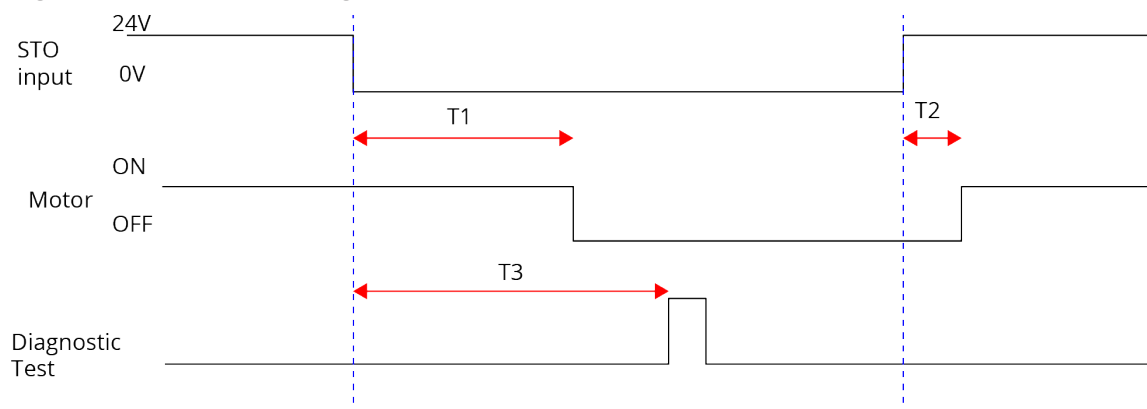 24V
STO
input
0V
T1
T2
ON
Motor
OFF
T3
Diagnostic
Test